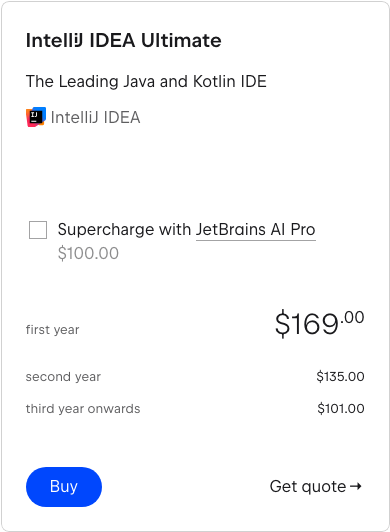 IntelliJ IDEA Ultimate
The Leading Java and Kotlin IDE
IJ IntelliJ IDEA
Supercharge with JetBrains AI Pro
$100.00
first year $169.00
second year $135.00
third year onwards $101.00
Buy Get quote →